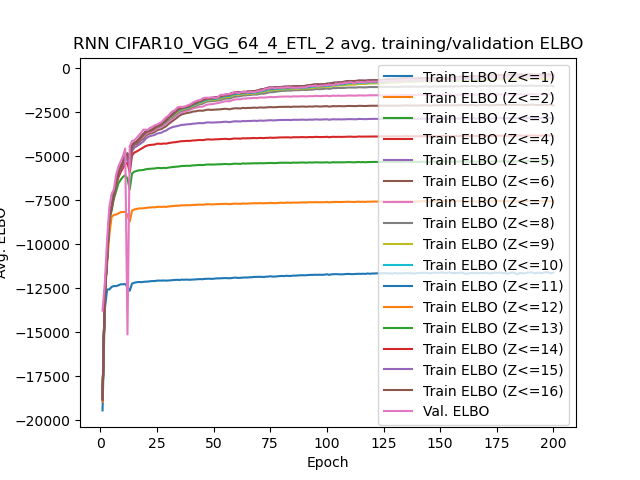 RNN CIFAR10_VGG_64_4_ETL_2 avg. training/validation ELBO
0
−2500
−5000
−7500
−10000
−12500
−15000
−17500
−20000
Avg. ELBO
Train ELBO (Z<=1)
Train ELBO (Z<=2)
Train ELBO (Z<=3)
Train ELBO (Z<=4)
Train ELBO (Z<=5)
Train ELBO (Z<=6)
Train ELBO (Z<=7)
Train ELBO (Z<=8)
Train ELBO (Z<=9)
Train ELBO (Z<=10)
Train ELBO (Z<=11)
Train ELBO (Z<=12)
Train ELBO (Z<=13)
Train ELBO (Z<=14)
Train ELBO (Z<=15)
Train ELBO (Z<=16)
Val. ELBO
0 25 50 75 100 125 150 175 200
Epoch